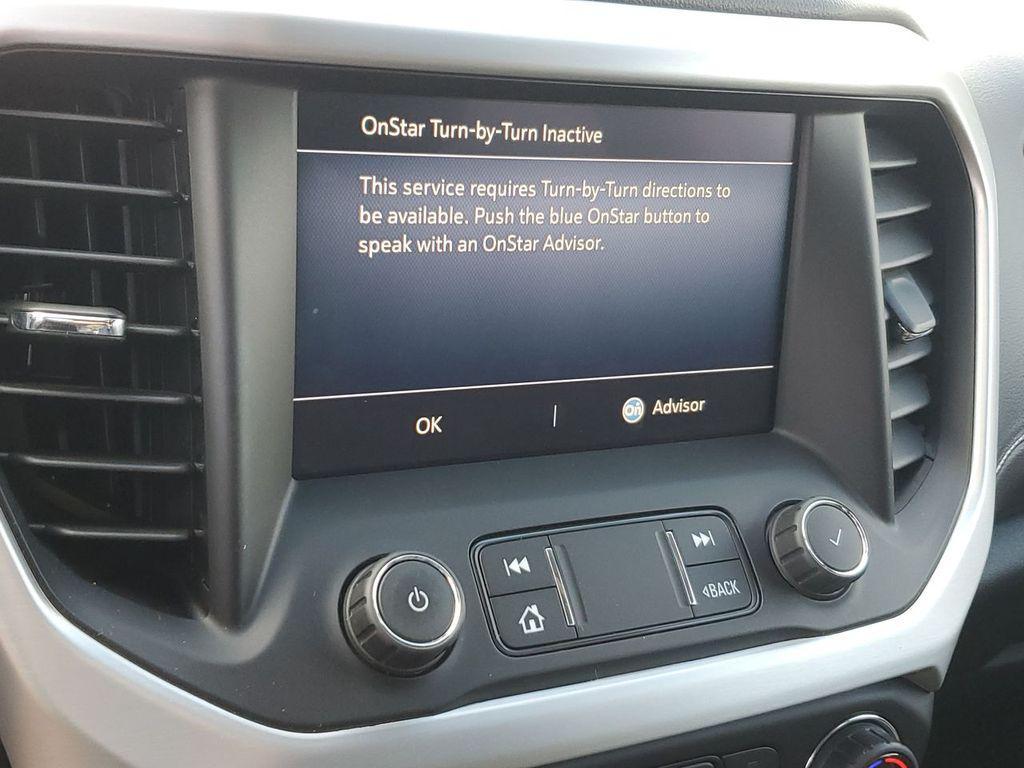 OnStar Turn-by-Turn Inactive
This service requires Turn-by-Turn directions to
be available. Push the blue OnStar button to
speak with an OnStar Advisor.
OK
On Advisor
BACK